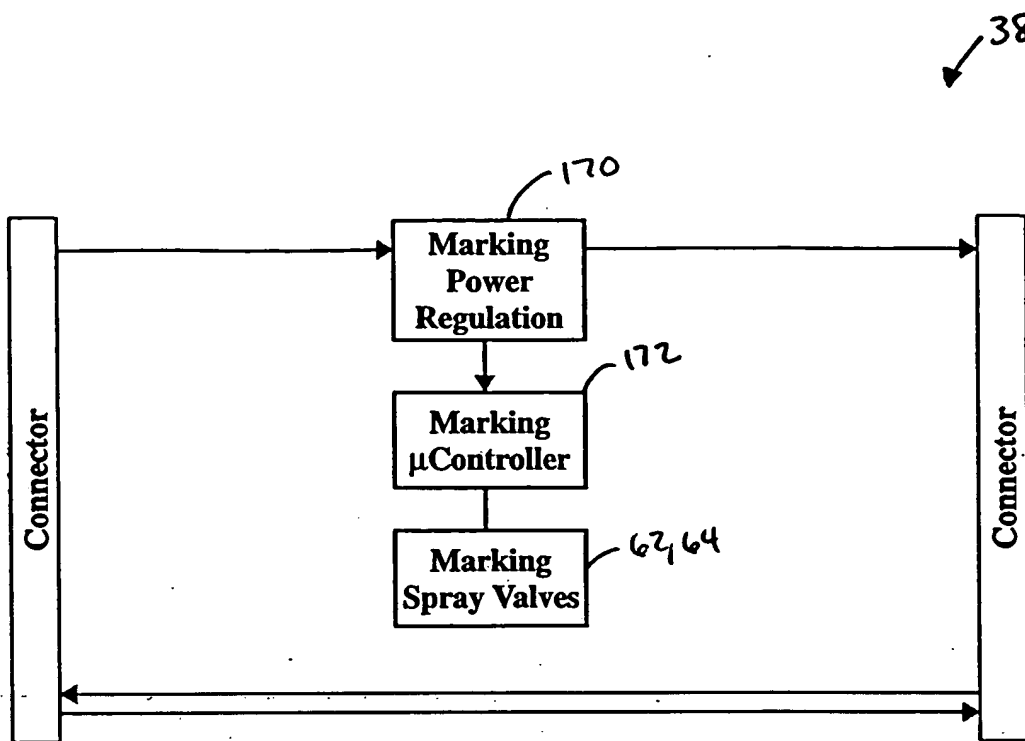 38
170
Marking
Power
Regulation
172
Marking
μController
Connector
Connector
62,64
Marking
Spray Valves